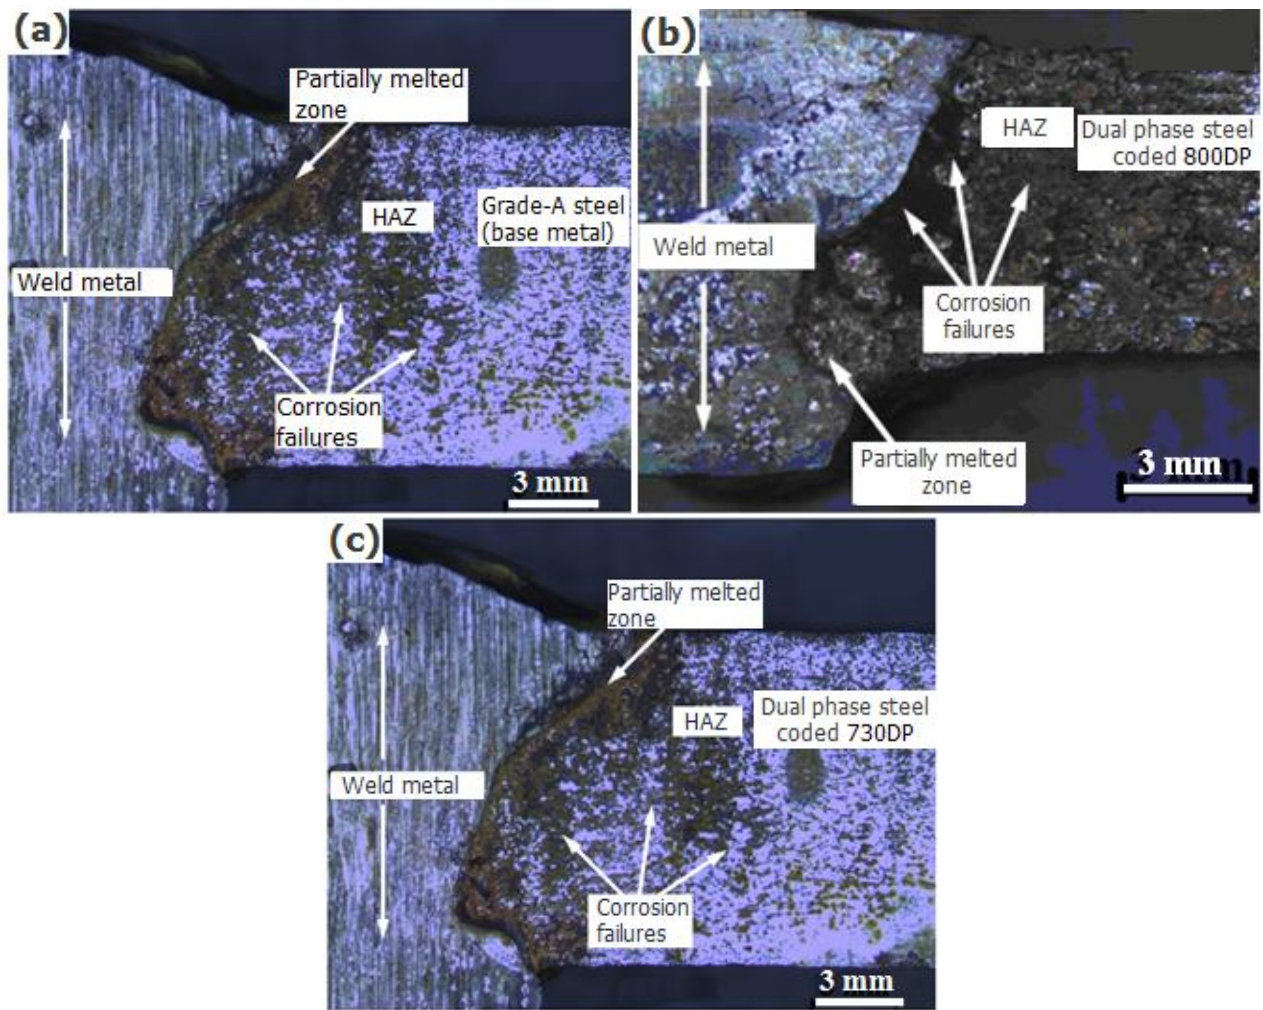 (a)
Partially melted
zone
HAZ
Grade-A steel
(base metal)
Weld metal
Corrosion
failures
3 mm
(b)
HAZ
Dual phase steel
coded 800DP
Weld metal
Corrosion
failures
Partially melted
zone
3 mm
(c)
Partially melted
zone
HAZ
Dual phase steel
coded 730DP
Weld metal
Corrosion
failures
3 mm